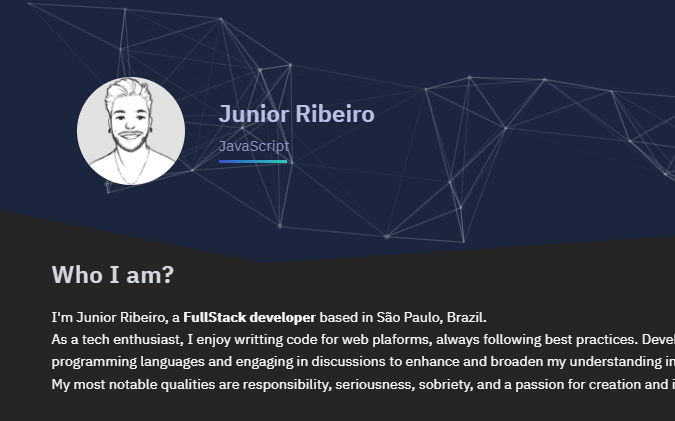 Junior Ribeiro
JavaScript
Who I am?
I'm Junior Ribeiro, a FullStack developer based in São Paulo, Brazil.
As a tech enthusiast, I enjoy writting code for web plaforms, always following best practices.
programming languages and engaging in discussions to enhance and broaden my understanding in
My most notable qualities are responsibility, seriousness, sobriety, and a passion for creation and